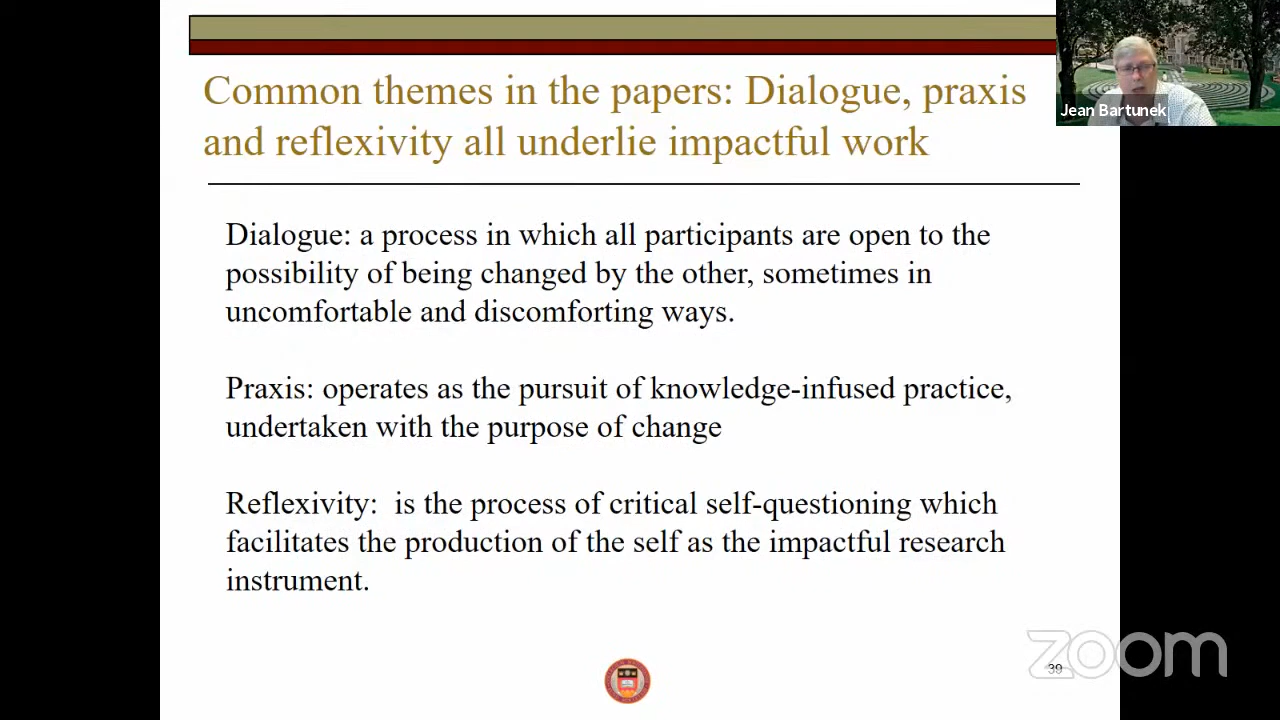 Common themes in the papers: Dialogue, praxis
and reflexivity all underlie impactful work
Jean Bartunek
Dialogue: a process in which all participants are open to the
possibility of being changed by the other, sometimes in
uncomfortable and discomforting ways.
Praxis: operates as the pursuit of knowledge-infused practice,
undertaken with the purpose of change
Reflexivity:  is the process of critical self-questioning which
facilitates the production of the self as the impactful research
instrument.
zoom
39